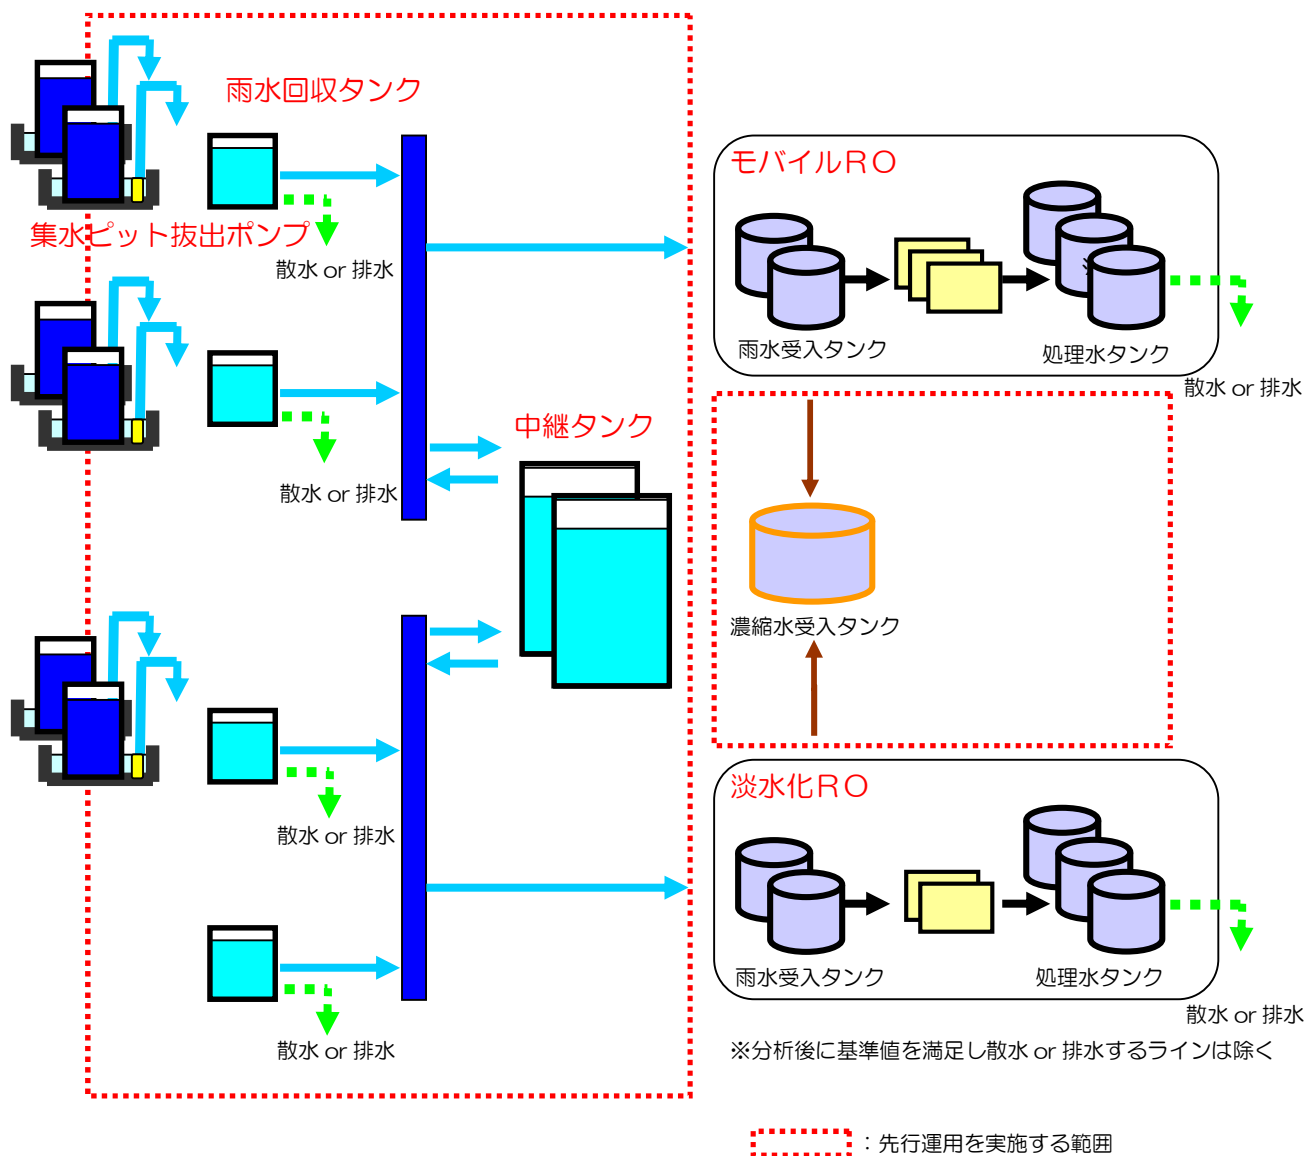 雨水回収タンク
集水ピット抜出ポンプ
散水 or 排水
散水 or 排水
中継タンク
散水 or 排水
散水 or 排水
モバイルRO
雨水受入タンク
処理水タンク
散水 or 排水
濃縮水受入タンク
淡水化RO
雨水受入タンク
処理水タンク
散水 or 排水
※分析後に基準値を満足し散水 or 排水するラインは除く
：先行運用を実施する範囲